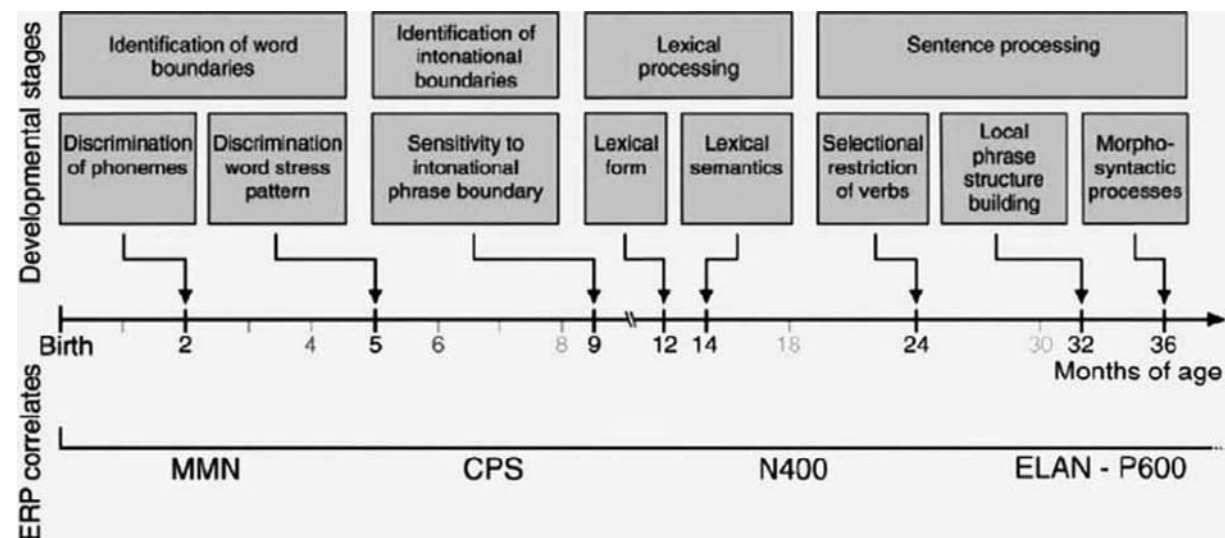 Developmental stages
Identification of word
boundaries
Identification of
intonational
boundaries
Lexical
processing
Sentence processing
Discrimination
of phonemes
Discrimination
word stress
pattern
Sensitivity to
intonational
phrase boundary
Lexical
form
Lexical
semantics
Selectional
restriction
of verbs
Local
phrase
structure
building
Morpho-
syntactic
processes
Birth 2 4 5 6 8 9 12 14 18 24 30 32 36
Months of age
ERP correlates
MMN CPS N400 ELAN - P600